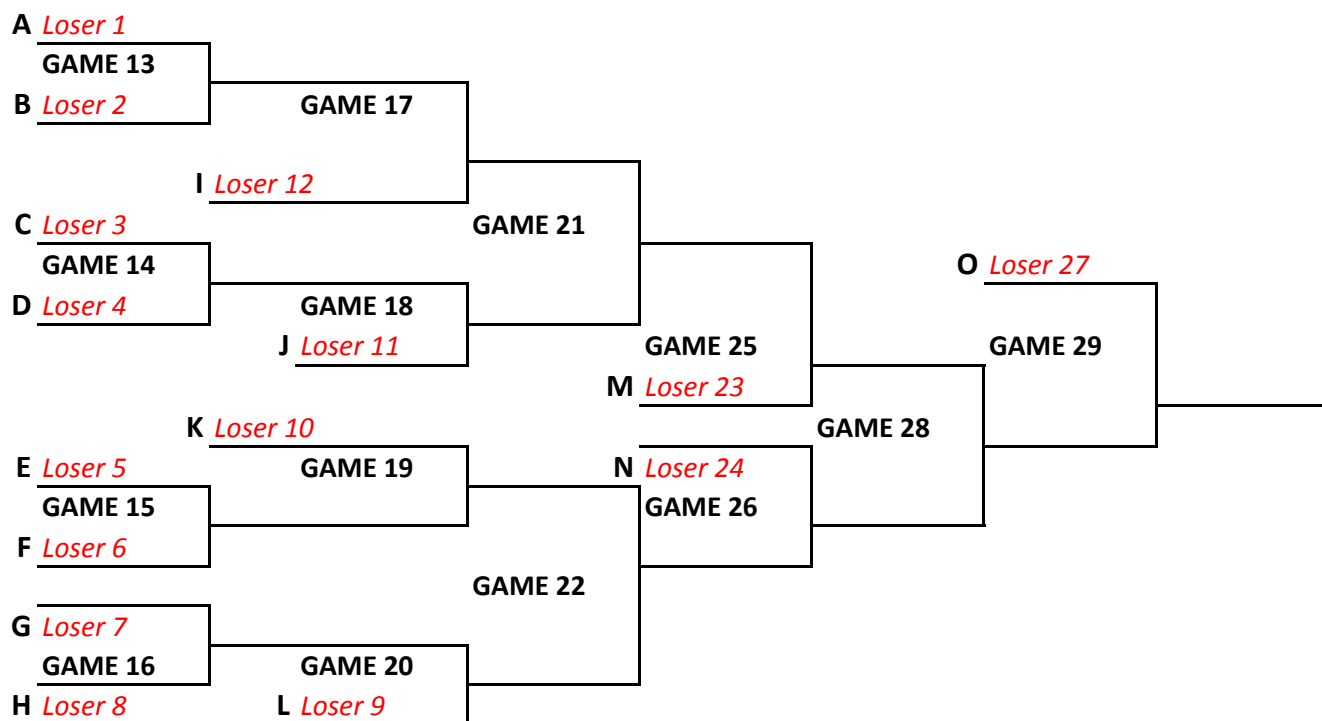 A Loser 1
GAME 13
B Loser 2
GAME 17
I Loser 12
C Loser 3
GAME 21
GAME 14
O Loser 27
D Loser 4
GAME 18
J Loser 11
GAME 25
GAME 29
M Loser 23
K Loser 10
GAME 28
E Loser 5
GAME 19
N Loser 24
GAME 15
GAME 26
F Loser 6
GAME 22
G Loser 7
GAME 16
GAME 20
H Loser 8
L Loser 9